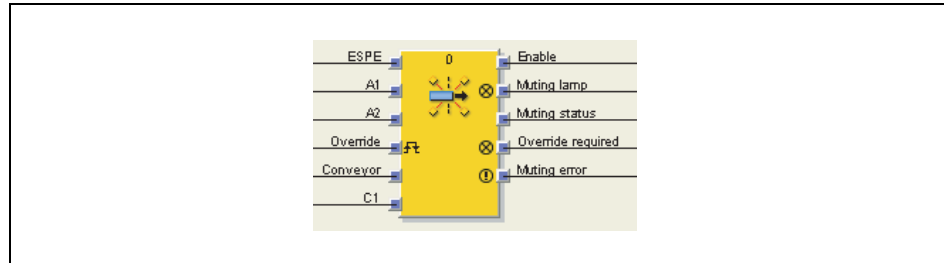 ESPE
A1
A2
Override
Conveyor
C1
0
Enable
Muting lamp
Muting status
Override required
Muting error